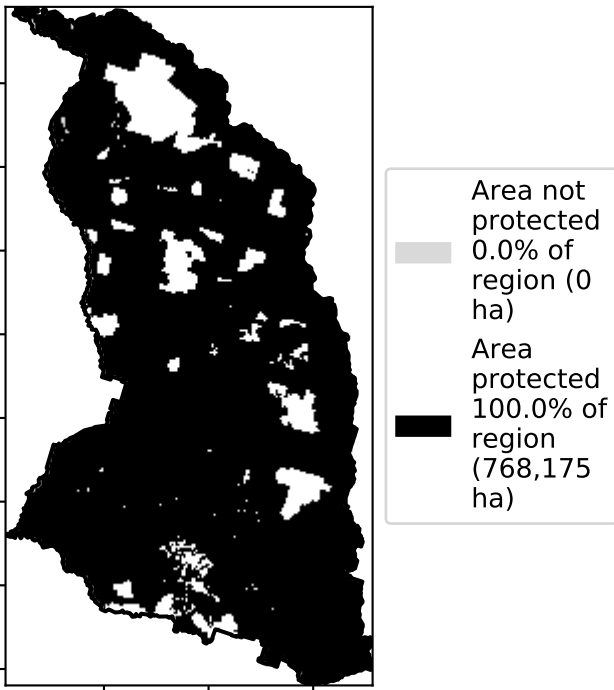 Area not
protected
0.0% of
region (0
ha)
Area
protected
100.0% of
region
(768,175
ha)